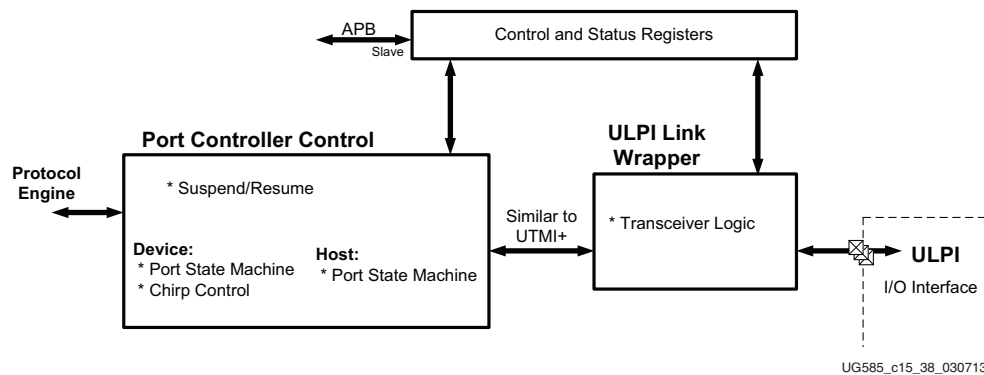 APB
Slave
Control and Status Registers
Port Controller Control
ULPI Link
Wrapper
Protocol
Engine
* Suspend/Resume
Similar to
UTMI+
* Transceiver Logic
Device:
* Port State Machine
* Chirp Control
Host:
* Port State Machine
ULPI
I/O Interface
UG585_c15_38_030713